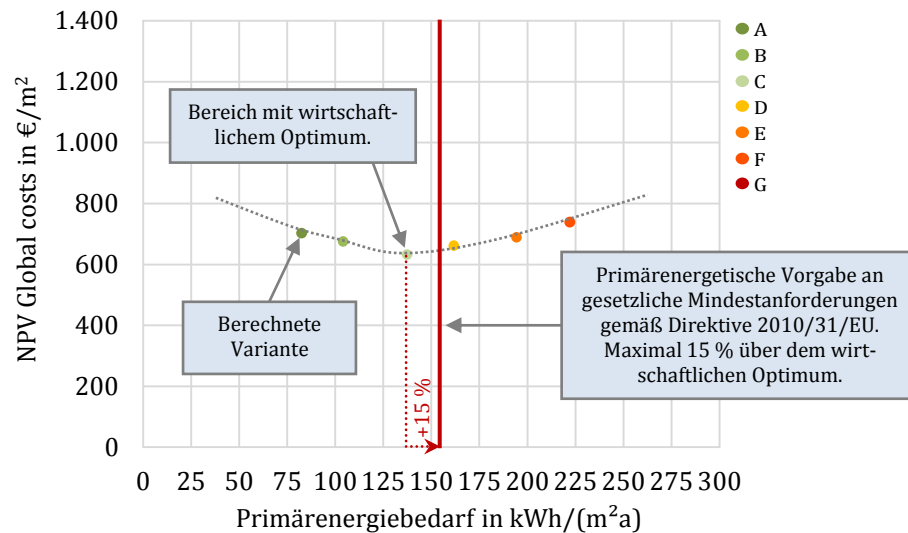 NPV Global costs in €/m²
1.400
1.200
1.000
800
600
400
200
0
0 25 50 75 100 125 150 175 200 225 250 275 300
Primärenergiebedarf in kWh/(m²a)
Bereich mit wirtschaft-
lichem Optimum.
Berechnete
Variante
+15 %
Primärenergetische Vorgabe an
gesetzliche Mindestanforderungen
gemäß Direktive 2010/31/EU.
Maximal 15 % über dem wirt-
schaftlichen Optimum.
A
B
C
D
E
F
G